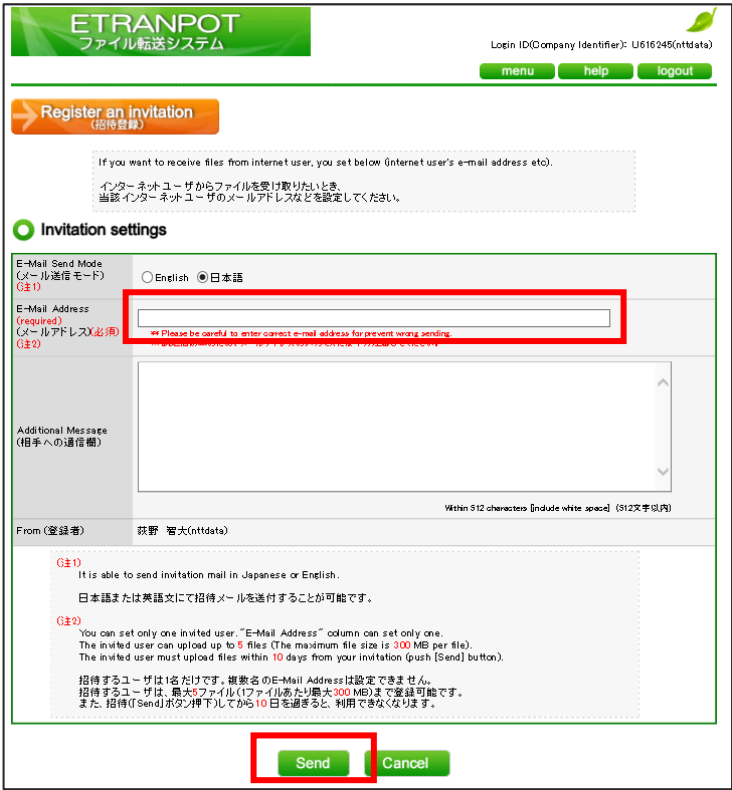 ETRANPOT
ファイル転送システム
Login ID(Company Identifier): U616245(nttdata)
menu help logout
Register an invitation
(招待登録)
If you want to receive files from internet user, you set below (internet user's e-mail address etc).
インターネットユーザからファイルを受け取りたいとき、
当該インターネットユーザのメールアドレスなどを設定してください。
Invitation settings
E-Mail Send Mode
(メール送信モード)
(注1)
English 日本語
E-Mail Address
(required)
(メールアドレス)(必須)
(注2)
** Please be careful to enter correct e-mail address for prevent wrong sending.
Additional Message
(相手への通信欄)
Within 512 characters [include white space] (512文字以内)
From (登録者) 荻野 智大(nttdata)
(注1)
It is able to send invitation mail in Japanese or English.
日本語または英語文にて招待メールを送付することが可能です。
(注2)
You can set only one invited user. "E-Mail Address" column can set only one.
The invited user can upload up to 5 files (The maximum file size is 300 MB per file).
The invited user must upload files within 10 days from your invitation (push [Send] button).
招待するユーザは1名だけです。複数名のE-Mail Addressは設定できません。
招待するユーザは、最大5ファイル(1ファイルあたり最大300 MB)まで登録可能です。
また、招待(「Send」ボタン押下)してから10日を過ぎると、利用できなくなります。
Send Cancel